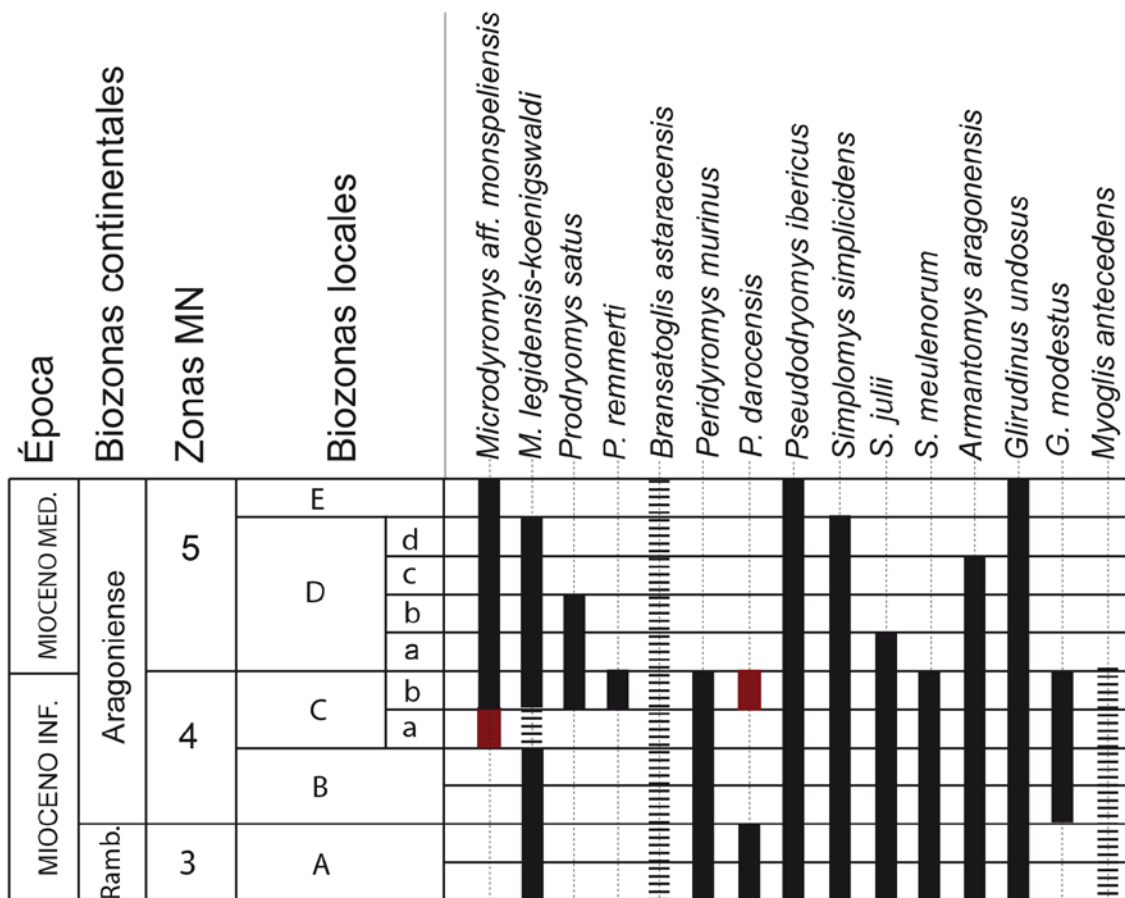 Época
Biozonas continentales
Zonas MN
Biozonas locales
Microdyromys aff. monspeliensis
M. legidensis-koenigswaldi
Prodryomys satus
P. remmerti
Bransatoglis astaracensis
Peridyromys murinus
P. darocensis
Pseudodryomys ibericus
Simplomys simplicidens
S. julii
S. meulenorum
Armantomys aragonensis
Glirudinus undosus
G. modestus
Myoglis antecedens
MIOCENO MED.
MIOCENO INF.
Aragoniense
Ramb.
5
4
3
E
D
d
c
b
a
C
b
a
B
A